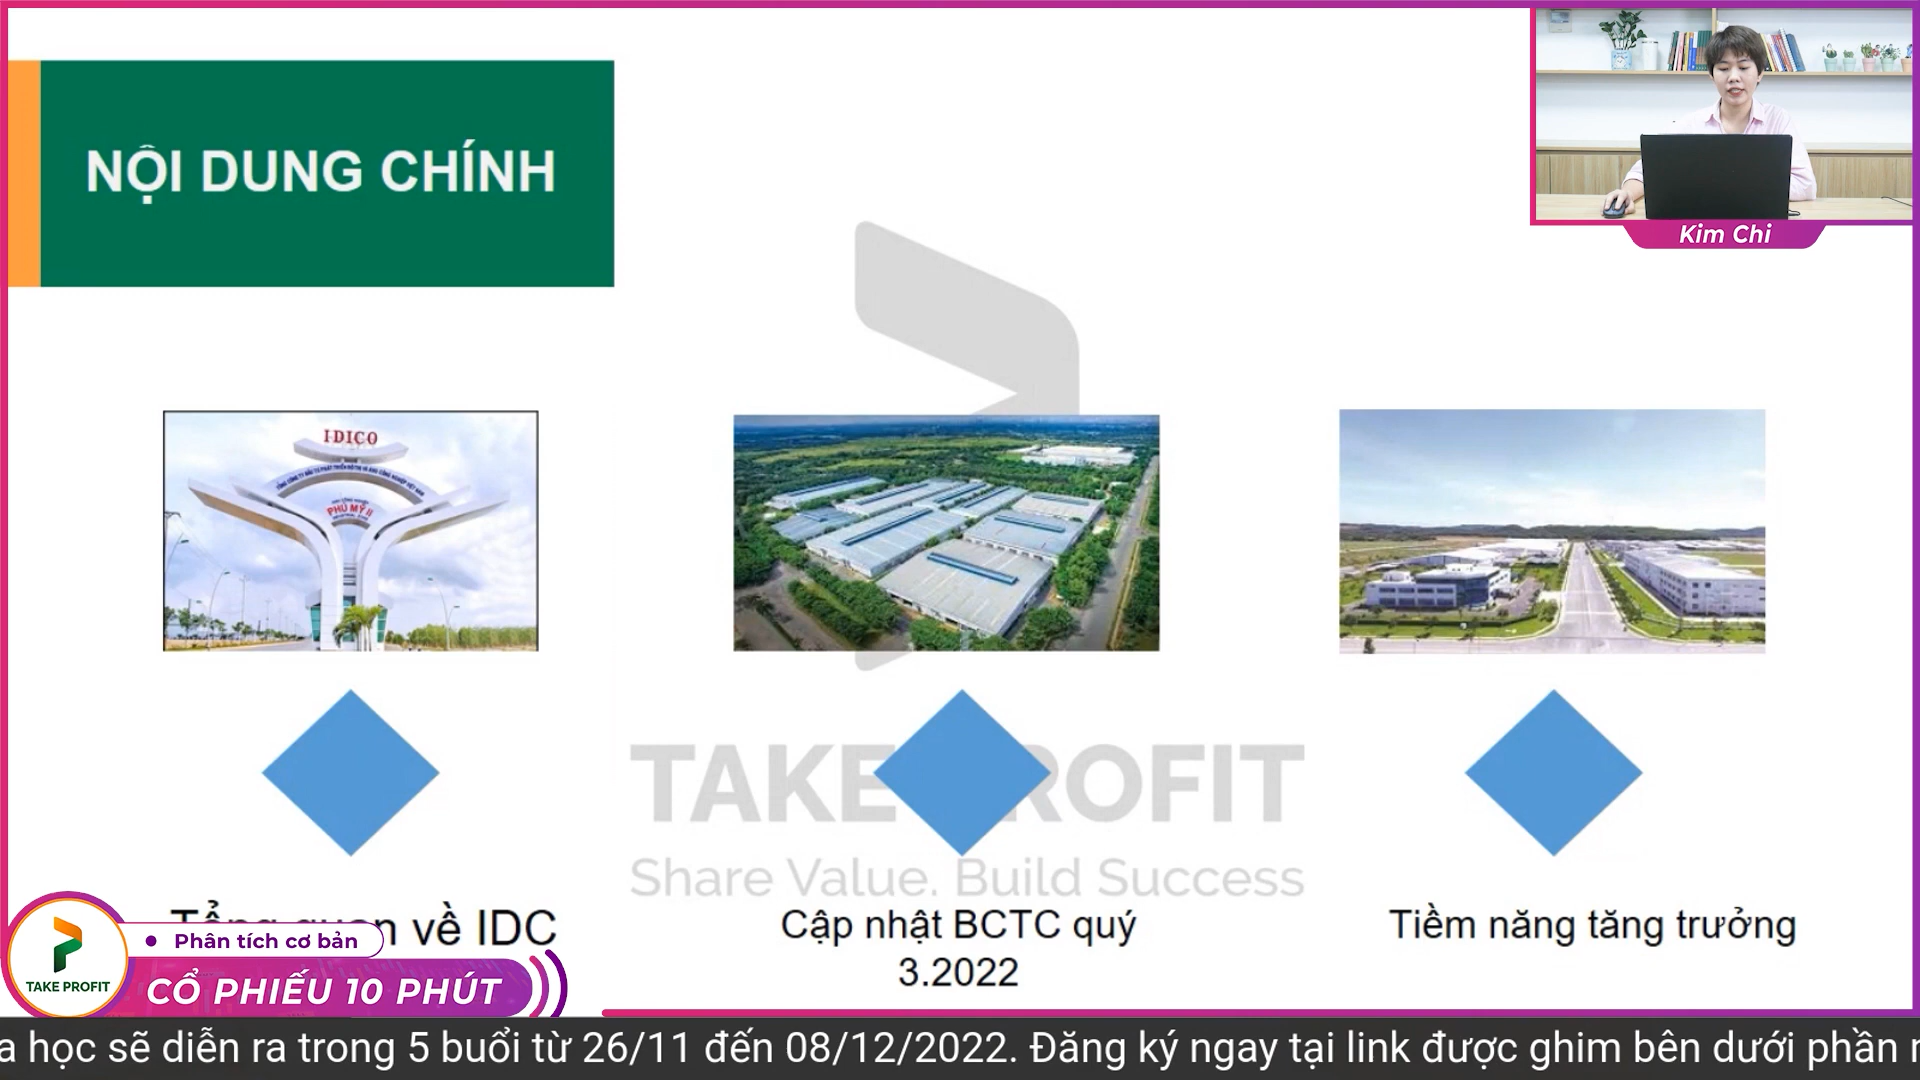 NỘI DUNG CHÍNH
Kim Chi
IDICO
PHÚ MỸ II
TAKE PROFIT
Share Value. Build Success
Tổng quan về IDC
Cập nhật BCTC quý
3.2022
Tiềm năng tăng trưởng
Phân tích cơ bản
CỔ PHIẾU 10 PHÚT
TAKE PROFIT
a học sẽ diễn ra trong 5 buổi từ 26/11 đến 08/12/2022. Đăng ký ngay tại link được ghim bên dưới phần